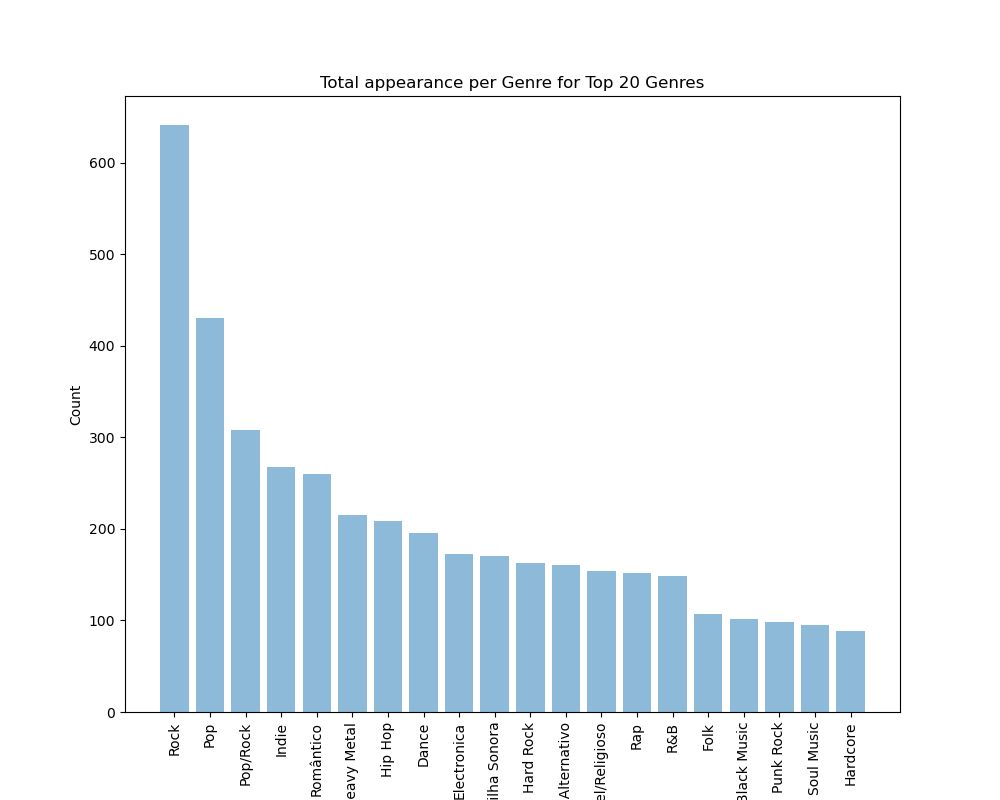 Total appearance per Genre for Top 20 Genres
Count
600
500
400
300
200
100
0
Rock
Pop
Pop/Rock
Indie
Romântico
eavy Metal
Hip Hop
Dance
Electronica
ilha Sonora
Hard Rock
Alternativo
el/Religioso
Rap
R&B
Folk
Black Music
Punk Rock
Soul Music
Hardcore